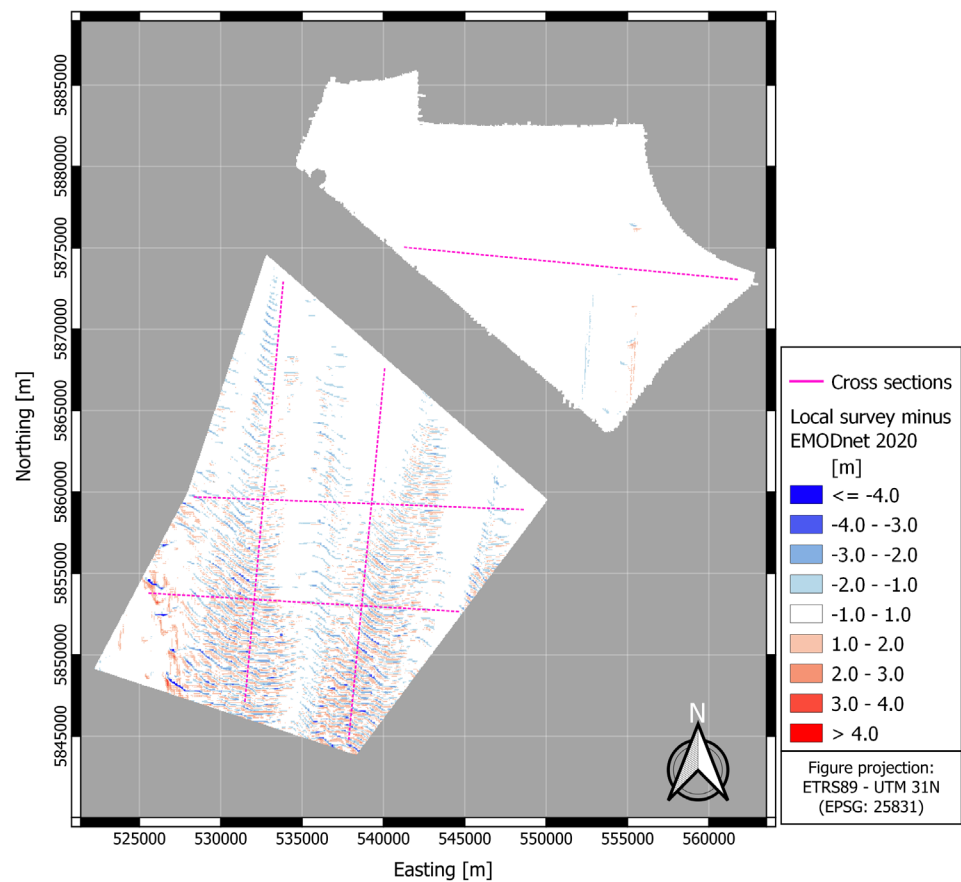 5885000
5880000
5875000
5870000
5865000
5860000
5855000
5850000
5845000
Northing [m]
525000 530000 535000 540000 545000 550000 555000 560000
Easting [m]
N
Cross sections
Local survey minus
EMODnet 2020
[m]
<= -4.0
-4.0 - -3.0
-3.0 - -2.0
-2.0 - -1.0
-1.0 - 1.0
1.0 - 2.0
2.0 - 3.0
3.0 - 4.0
> 4.0
Figure projection:
ETRS89 - UTM 31N
(EPSG: 25831)